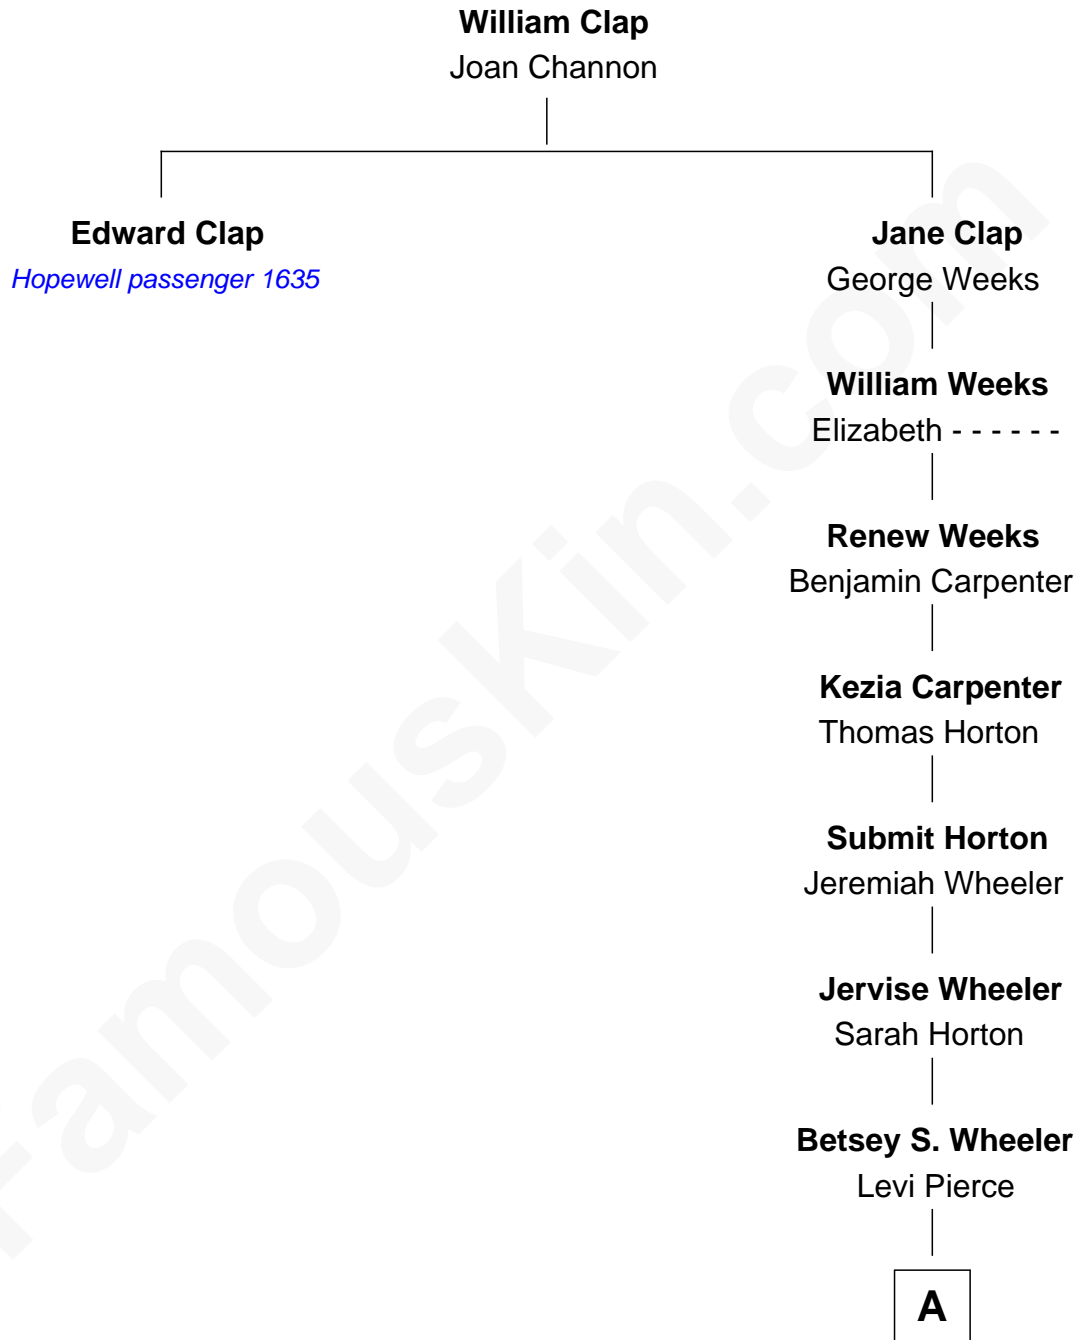 William Clap
Joan Channon
Edward Clap
Hopewell passenger 1635
Jane Clap
George Weeks
William Weeks
Elizabeth - - - - - -
Renew Weeks
Benjamin Carpenter
Kezia Carpenter
Thomas Horton
Submit Horton
Jeremiah Wheeler
Jervise Wheeler
Sarah Horton
Betsey S. Wheeler
Levi Pierce
A
FamousKin.com